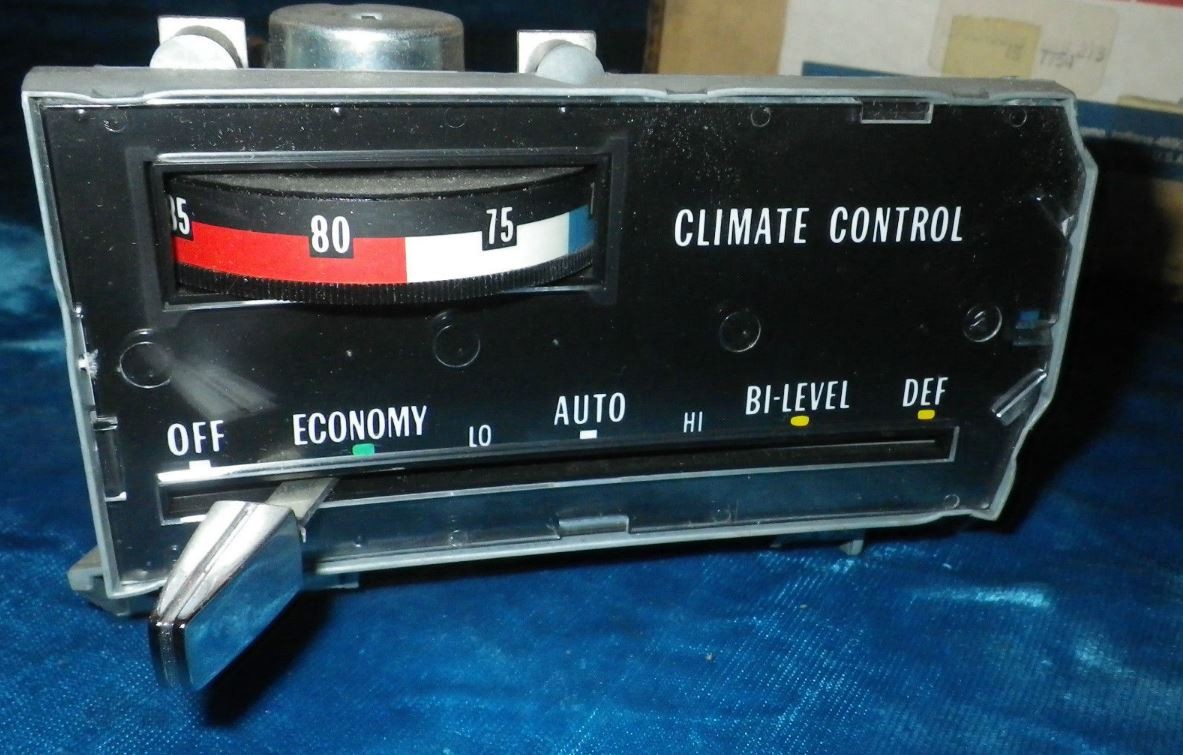 85 80 75
CLIMATE CONTROL
OFF ECONOMY LO AUTO HI BI-LEVEL DEF